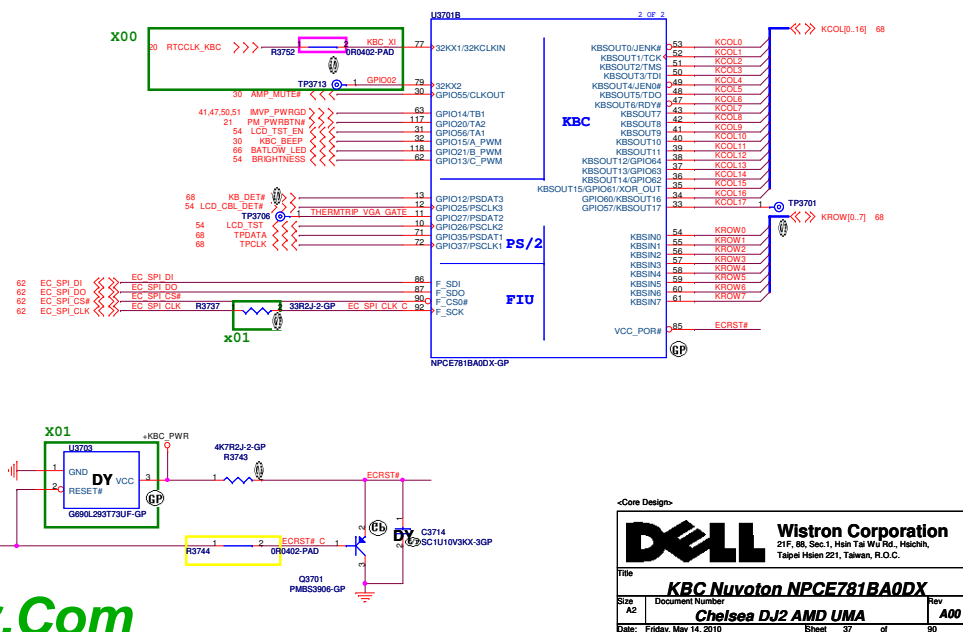 U3701B
2 OF 2
X00
20 RTCCLK_KBC
R3752
1
2
0R0402-PAD
KBC_XI
77
32KX1/32KCLKIN
TP3713
1
GPIO02
79
32KX2
30 AMP_MUTE#
30
GPIO55/CLKOUT
41,47,50,51 IMVP_PWRGD
63
GPIO14/TB1
21 PM_PWRBTN#
117
GPIO20/TA2
54 LCD_TST_EN
31
GPIO56/TA1
30 KBC_BEEP
32
GPIO15/A_PWM
66 BATLOW_LED
118
GPIO21/B_PWM
54 BRIGHTNESS
62
GPIO13/C_PWM
KBC
68 KB_DET#
13
GPIO12/PSDAT3
54 LCD_CBL_DET#
12
GPIO25/PSCLK3
TP3706
1
THERMTRIP_VGA_GATE
11
GPIO27/PSDAT2
54 LCD_TST
10
GPIO26/PSCLK2
68 TPDATA
71
GPIO35/PSDAT1
68 TPCLK
72
GPIO37/PSCLK1
PS/2
62 EC_SPI_DI
EC_SPI_DI
86
F_SDI
62 EC_SPI_DO
EC_SPI_DO
87
F_SDO
62 EC_SPI_CS#
EC_SPI_CS#
90
F_CS0#
62 EC_SPI_CLK
EC_SPI_CLK
R3737
33R2J-2-GP
EC_SPI_CLK_C
92
F_SCK
FIU
x01
KBSOUT0/JENK#
53
KCOL0
KBSOUT1/TCK
52
KCOL1
KBSOUT2/TMS
51
KCOL2
KBSOUT3/TDI
50
KCOL3
KBSOUT4/JEN0#
49
KCOL4
KBSOUT5/TDO
48
KCOL5
KBSOUT6/RDY#
47
KCOL6
KBSOUT7
43
KCOL7
KBSOUT8
42
KCOL8
KBSOUT9
41
KCOL9
KBSOUT10
40
KCOL10
KBSOUT11
39
KCOL11
KBSOUT12/GPIO64
38
KCOL12
KBSOUT13/GPIO63
37
KCOL13
KBSOUT14/GPIO62
36
KCOL14
KBSOUT15/GPIO61/XOR_OUT
35
KCOL15
GPIO60/KBSOUT16
34
KCOL16
GPIO57/KBSOUT17
33
KCOL17
1
TP3701
KCOL[0..16] 68
KROW[0..7] 68
KBSIN0
54
KROW0
KBSIN1
55
KROW1
KBSIN2
56
KROW2
KBSIN3
57
KROW3
KBSIN4
58
KROW4
KBSIN5
59
KROW5
KBSIN6
60
KROW6
KBSIN7
61
KROW7
VCC_POR#
85
ECRST#
GP
NPCE781BA0DX-GP
X01
U3703
+KBC_PWR
1
GND
DY
VCC
3
2
RESET#
GP
G690L293T73UF-GP
4K7R2J-2-GP
R3743
1
2
ECRST#
R3744
1
2
0R0402-PAD
ECRST#_C
1
2
3
Q3701
PMBS3906-GP
1
2
DY
C3714
SC1U10V3KX-3GP
.Com
<Core Design>
DELL
Wistron Corporation
21F, 88, Sec.1, Hsin Tai Wu Rd., Hsichih,
Taipei Hsien 221, Taiwan, R.O.C.
Title
KBC Nuvoton NPCE781BA0DX
Size
A2
Document Number
Chelsea DJ2 AMD UMA
Rev
A00
Date: Friday, May 14, 2010
Sheet 37 of 90